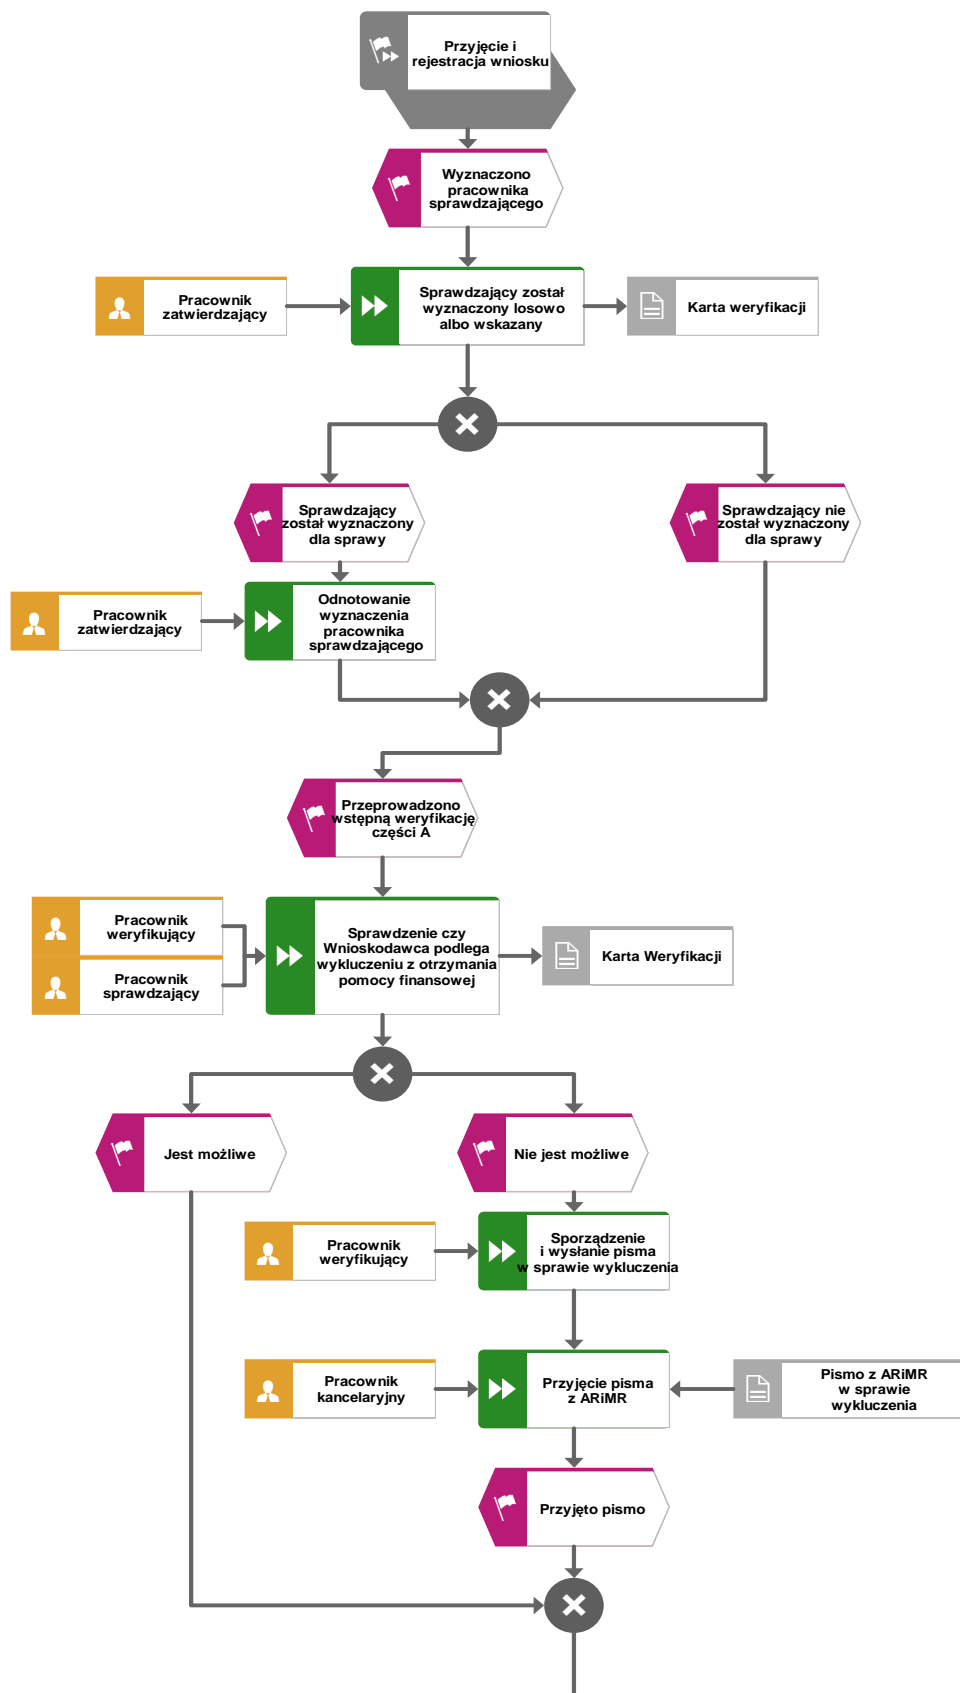 Przyjęcie i
rejestracja wniosku
Wyznaczono
pracownika
sprawdzającego
Pracownik
zatwierdzający
Sprawdzający został
wyznaczony losowo
albo wskazany
Karta weryfikacji
Sprawdzający
został wyznaczony
dla sprawy
Sprawdzający nie
został wyznaczony
dla sprawy
Pracownik
zatwierdzający
Odnotowanie
wyznaczenia
pracownika
sprawdzającego
Przeprowadzono
wstępną weryfikację
części A
Pracownik
weryfikujący
Pracownik
sprawdzający
Sprawdzenie czy
Wnioskodawca podlega
wykluczeniu z otrzymania
pomocy finansowej
Karta Weryfikacji
Jest możliwe
Nie jest możliwe
Pracownik
weryfikujący
Sporządzenie
i wysłanie pisma
w sprawie wykluczenia
Pracownik
kancelaryjny
Przyjęcie pisma
z ARiMR
Pismo z ARiMR
w sprawie
wykluczenia
Przyjęto pismo